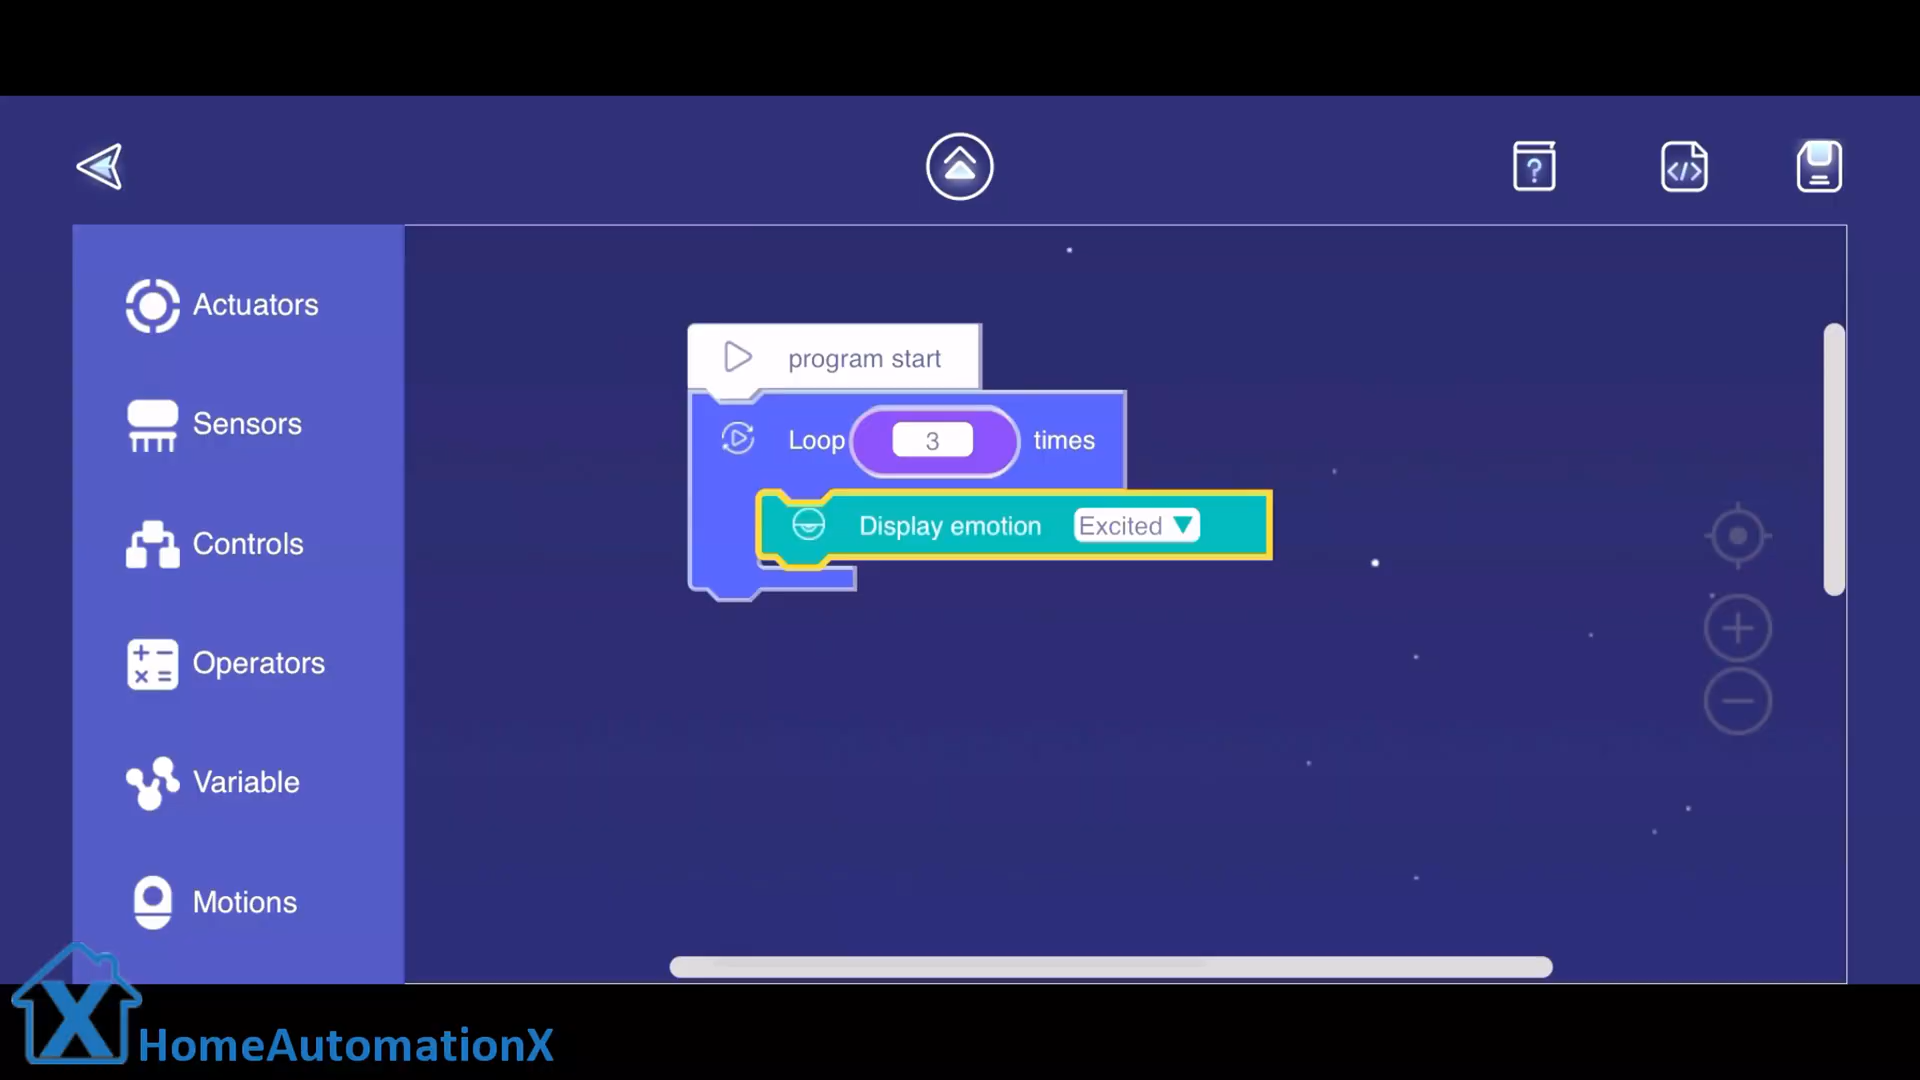 Actuators
Sensors
Controls
Operators
Variable
Motions
program start
Loop 3 times
Display emotion Excited
HomeAutomationX